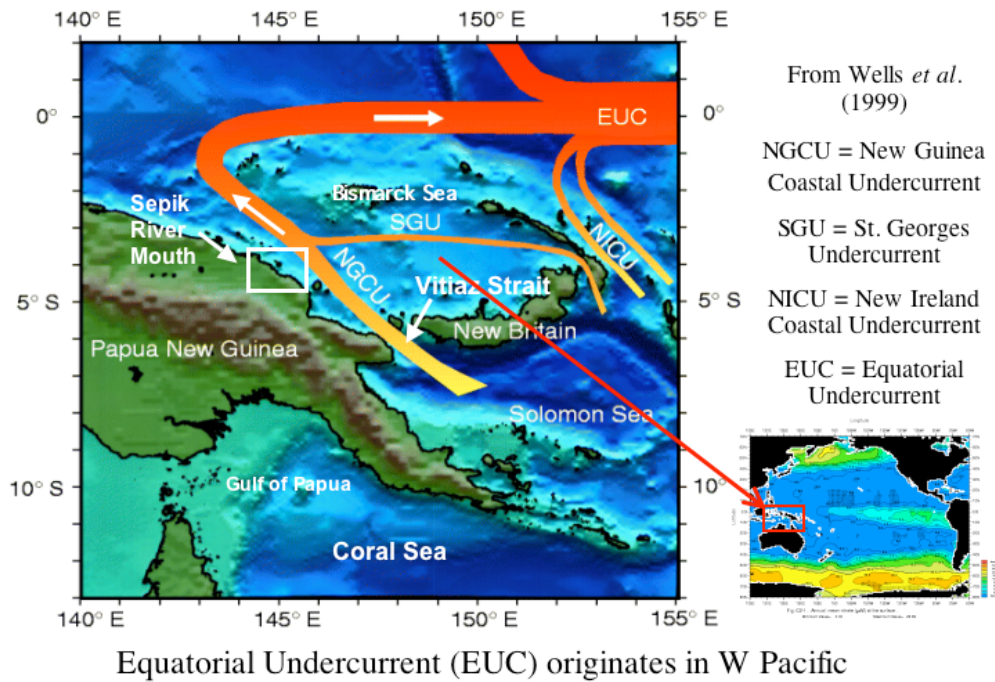 140° E
145° E
150° E
155° E
0°
5° S
10° S
0°
5° S
10°
140° E
145° E
150° E
155° E
EUC
Bismarck Sea
SGU
Sepik
River
Mouth
NICU
NGCU
Vitiaz Strait
New Britain
Papua New Guinea
Solomon Sea
Gulf of Papua
Coral Sea
From Wells et al.
(1999)
NGCU = New Guinea
Coastal Undercurrent
SGU = St. Georges
Undercurrent
NICU = New Ireland
Coastal Undercurrent
EUC = Equatorial
Undercurrent
Equatorial Undercurrent (EUC) originates in W Pacific